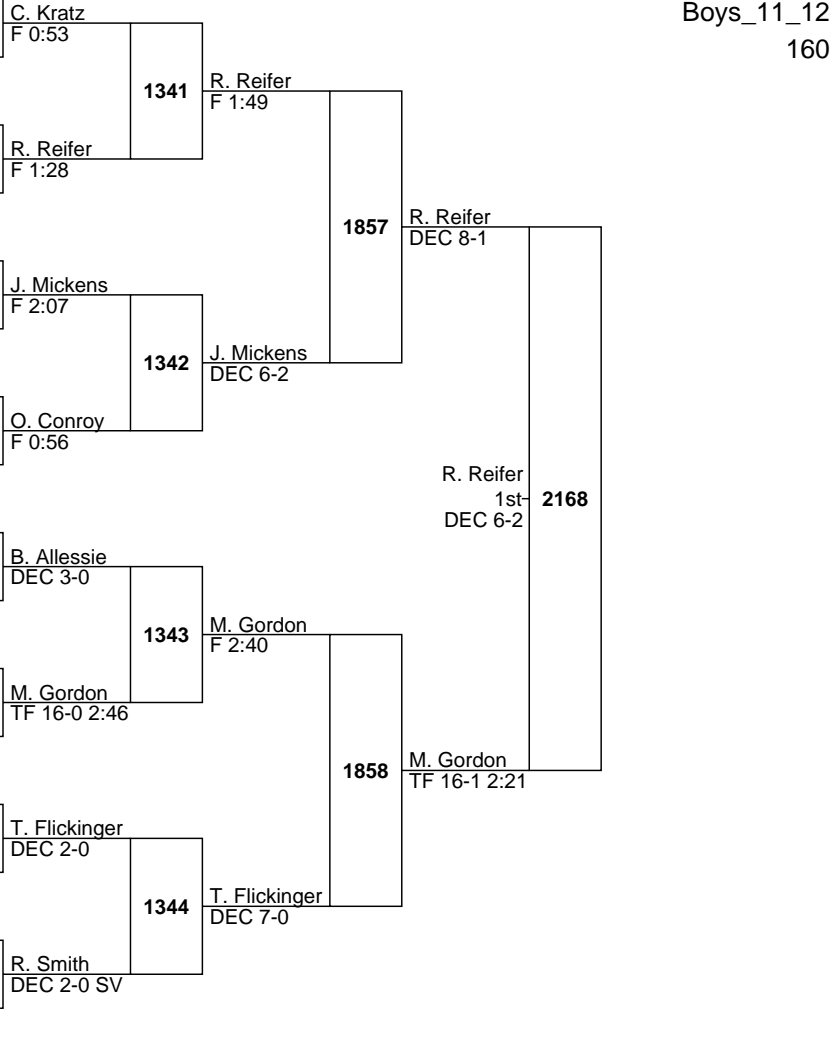 Boys_11_12
160
C. Kratz
F 0:53
1341
R. Reifer
F 1:49
R. Reifer
F 1:28
1857
R. Reifer
DEC 8-1
J. Mickens
F 2:07
1342
J. Mickens
DEC 6-2
O. Conroy
F 0:56
R. Reifer
1st
DEC 6-2
2168
B. Allessie
DEC 3-0
1343
M. Gordon
F 2:40
M. Gordon
TF 16-0 2:46
1858
M. Gordon
TF 16-1 2:21
T. Flickinger
DEC 2-0
1344
T. Flickinger
DEC 7-0
R. Smith
DEC 2-0 SV